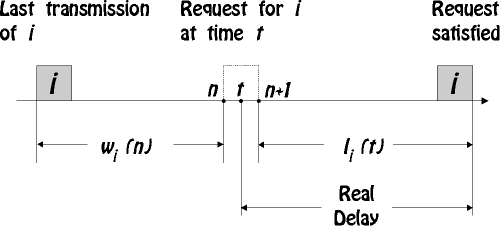 Last transmission
of i
Request for i
at time t
Request
satisfied
i
n t n+1
i
w_i (n)
l_i (t)
Real
Delay